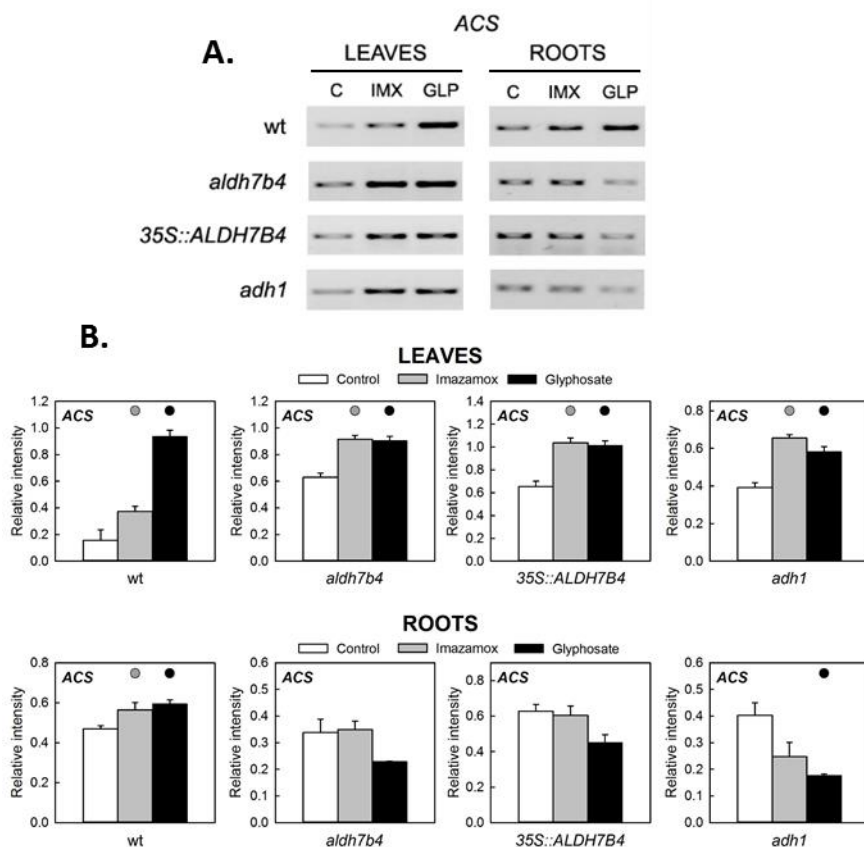 ACS
A.
LEAVES ROOTS
C IMX GLP C IMX GLP
wt
aldh7b4
35S::ALDH7B4
adh1
B.
LEAVES
Control Imazamox Glyphosate
Relative intensity
1.2
1.0
0.8
0.6
0.4
0.2
0.0
ACS
wt
Relative intensity
1.2
1.0
0.8
0.6
0.4
0.2
0.0
ACS
aldh7b4
Relative intensity
1.4
1.2
1.0
0.8
0.6
0.4
0.2
0.0
ACS
35S::ALDH7B4
Relative intensity
0.8
0.6
0.4
0.2
0.0
ACS
adh1
ROOTS
Control Imazamox Glyphosate
Relative intensity
0.8
0.6
0.4
0.2
0.0
ACS
wt
Relative intensity
0.6
0.5
0.4
0.3
0.2
0.1
0.0
ACS
aldh7b4
Relative intensity
0.6
0.4
0.2
0.0
ACS
35S::ALDH7B4
Relative intensity
0.6
0.5
0.4
0.3
0.2
0.1
0.0
ACS
adh1